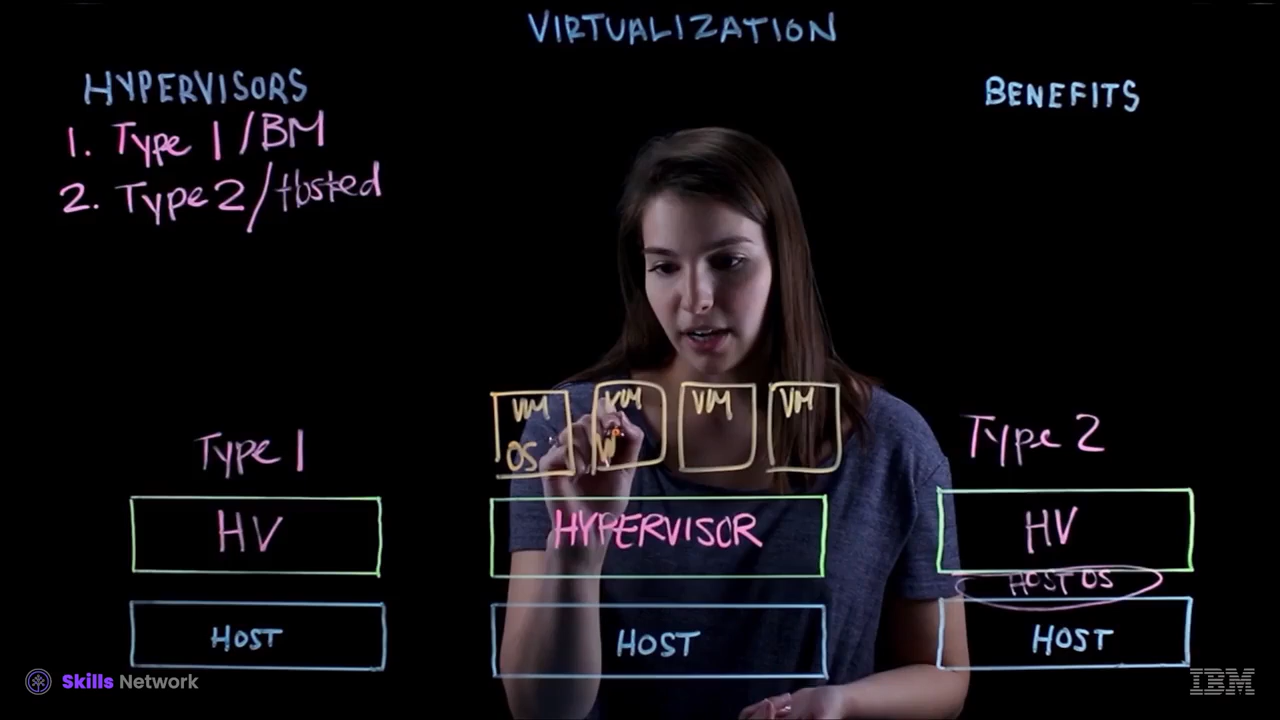 VIRTUALIZATION
HYPERVISORS
1. Type 1/BM
2. Type 2/Hosted
BENEFITS
VM VM VM VM
OS W
Type 1
Type 2
HV
HYPERVISOR
HV
HOST OS
HOST
HOST
HOST
Skills Network
IBM